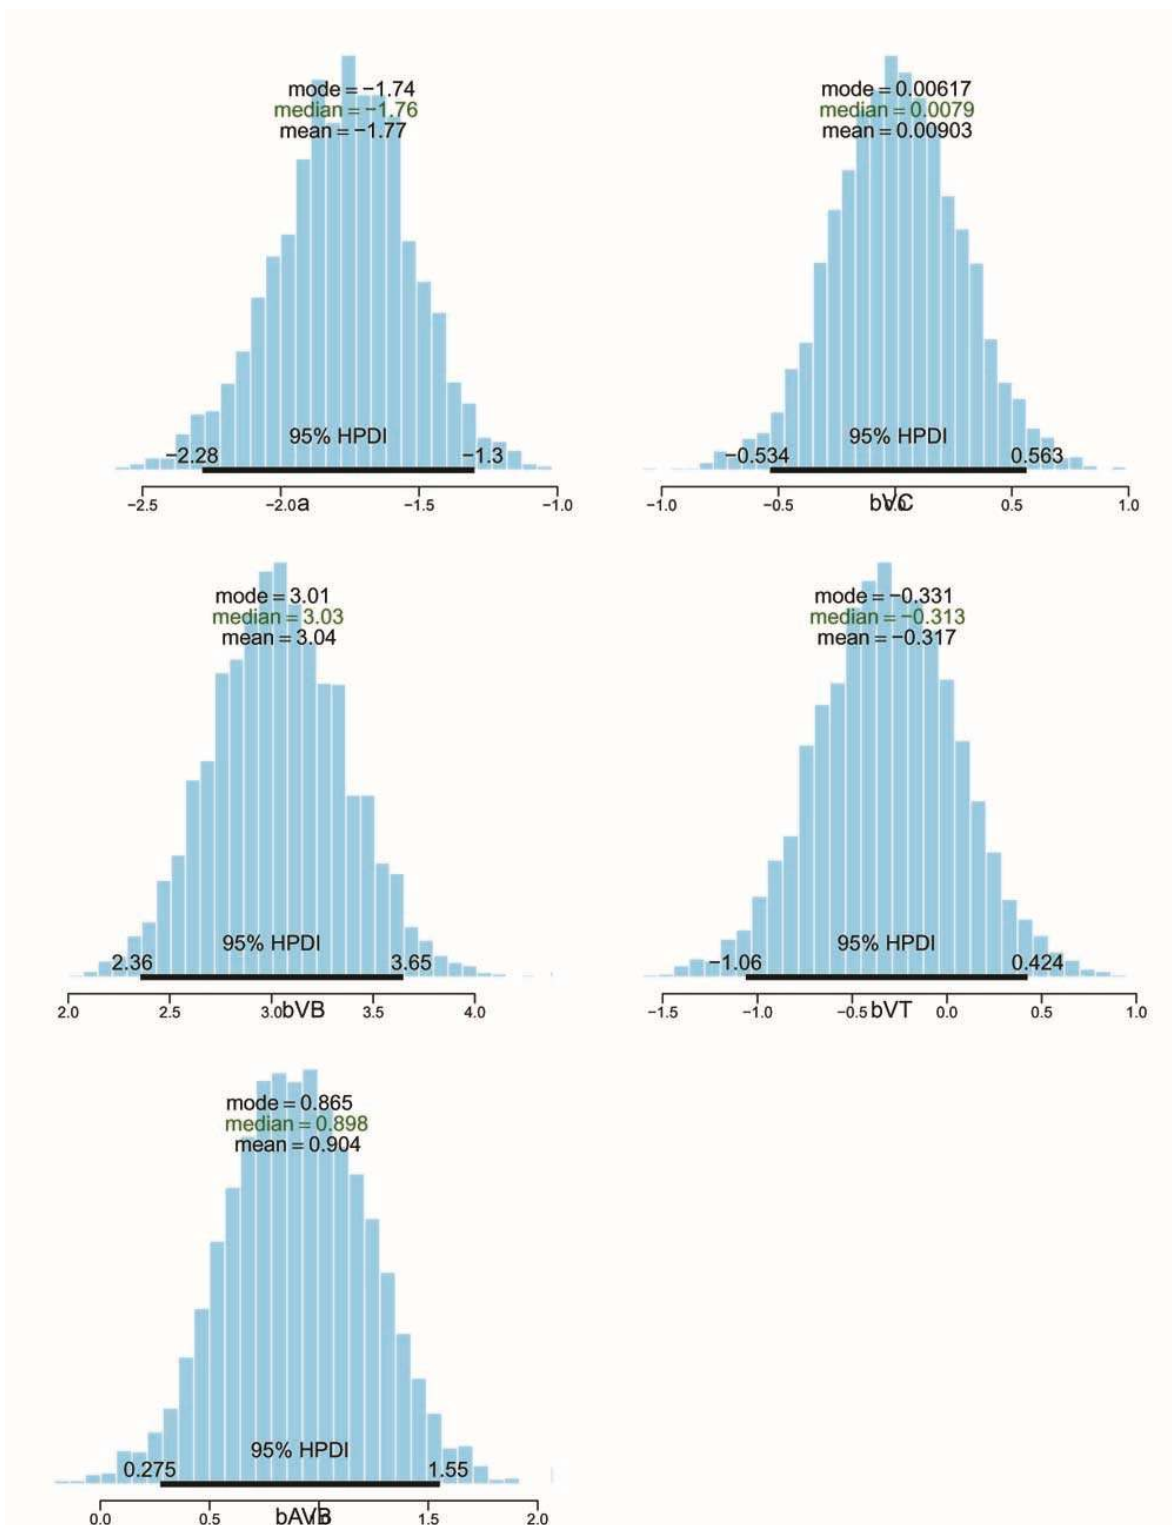 mode = −1.74
median = −1.76
mean = −1.77
95% HPDI
−2.28 −1.3
−2.5 −2.0 −1.5 −1.0
a
mode = 0.00617
median = 0.0079
mean = 0.00903
95% HPDI
−0.534 0.563
−1.0 −0.5 0.0 0.5 1.0
bVC
mode = 3.01
median = 3.03
mean = 3.04
95% HPDI
2.36 3.65
2.0 2.5 3.0 3.5 4.0
bVB
mode = −0.331
median = −0.313
mean = −0.317
95% HPDI
−1.06 0.424
−1.5 −1.0 −0.5 0.0 0.5 1.0
bVT
mode = 0.865
median = 0.898
mean = 0.904
95% HPDI
0.275 1.55
0.0 0.5 1.0 1.5 2.0
bAVB